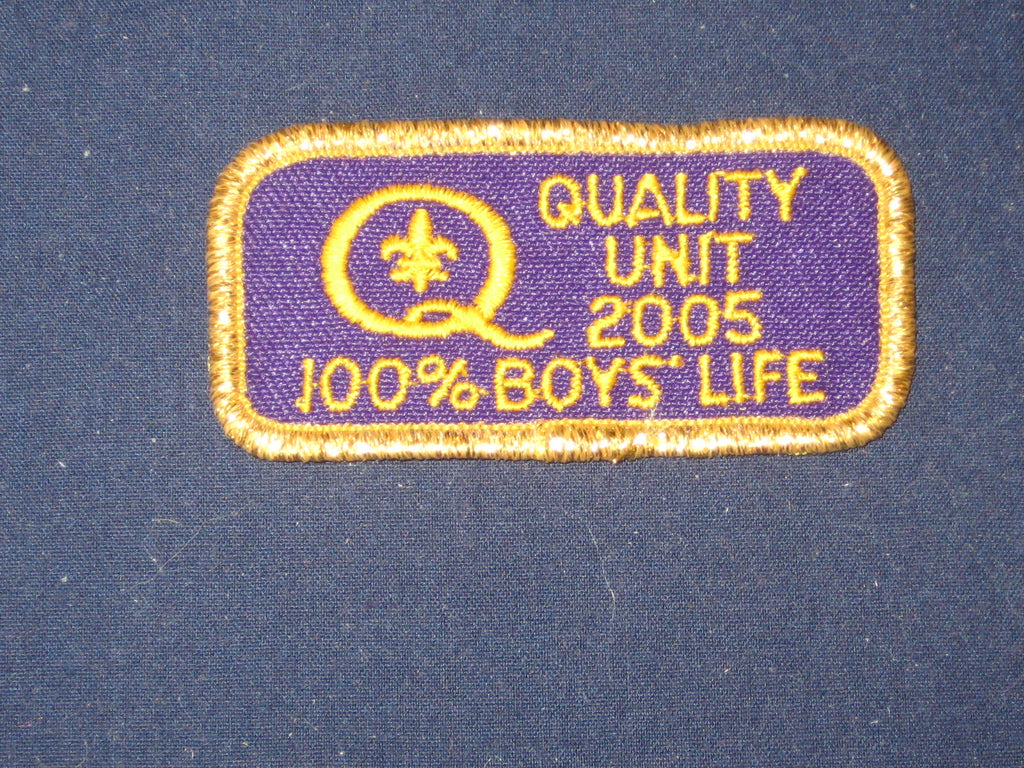 Q
QUALITY
UNIT
2005
100% BOYS' LIFE